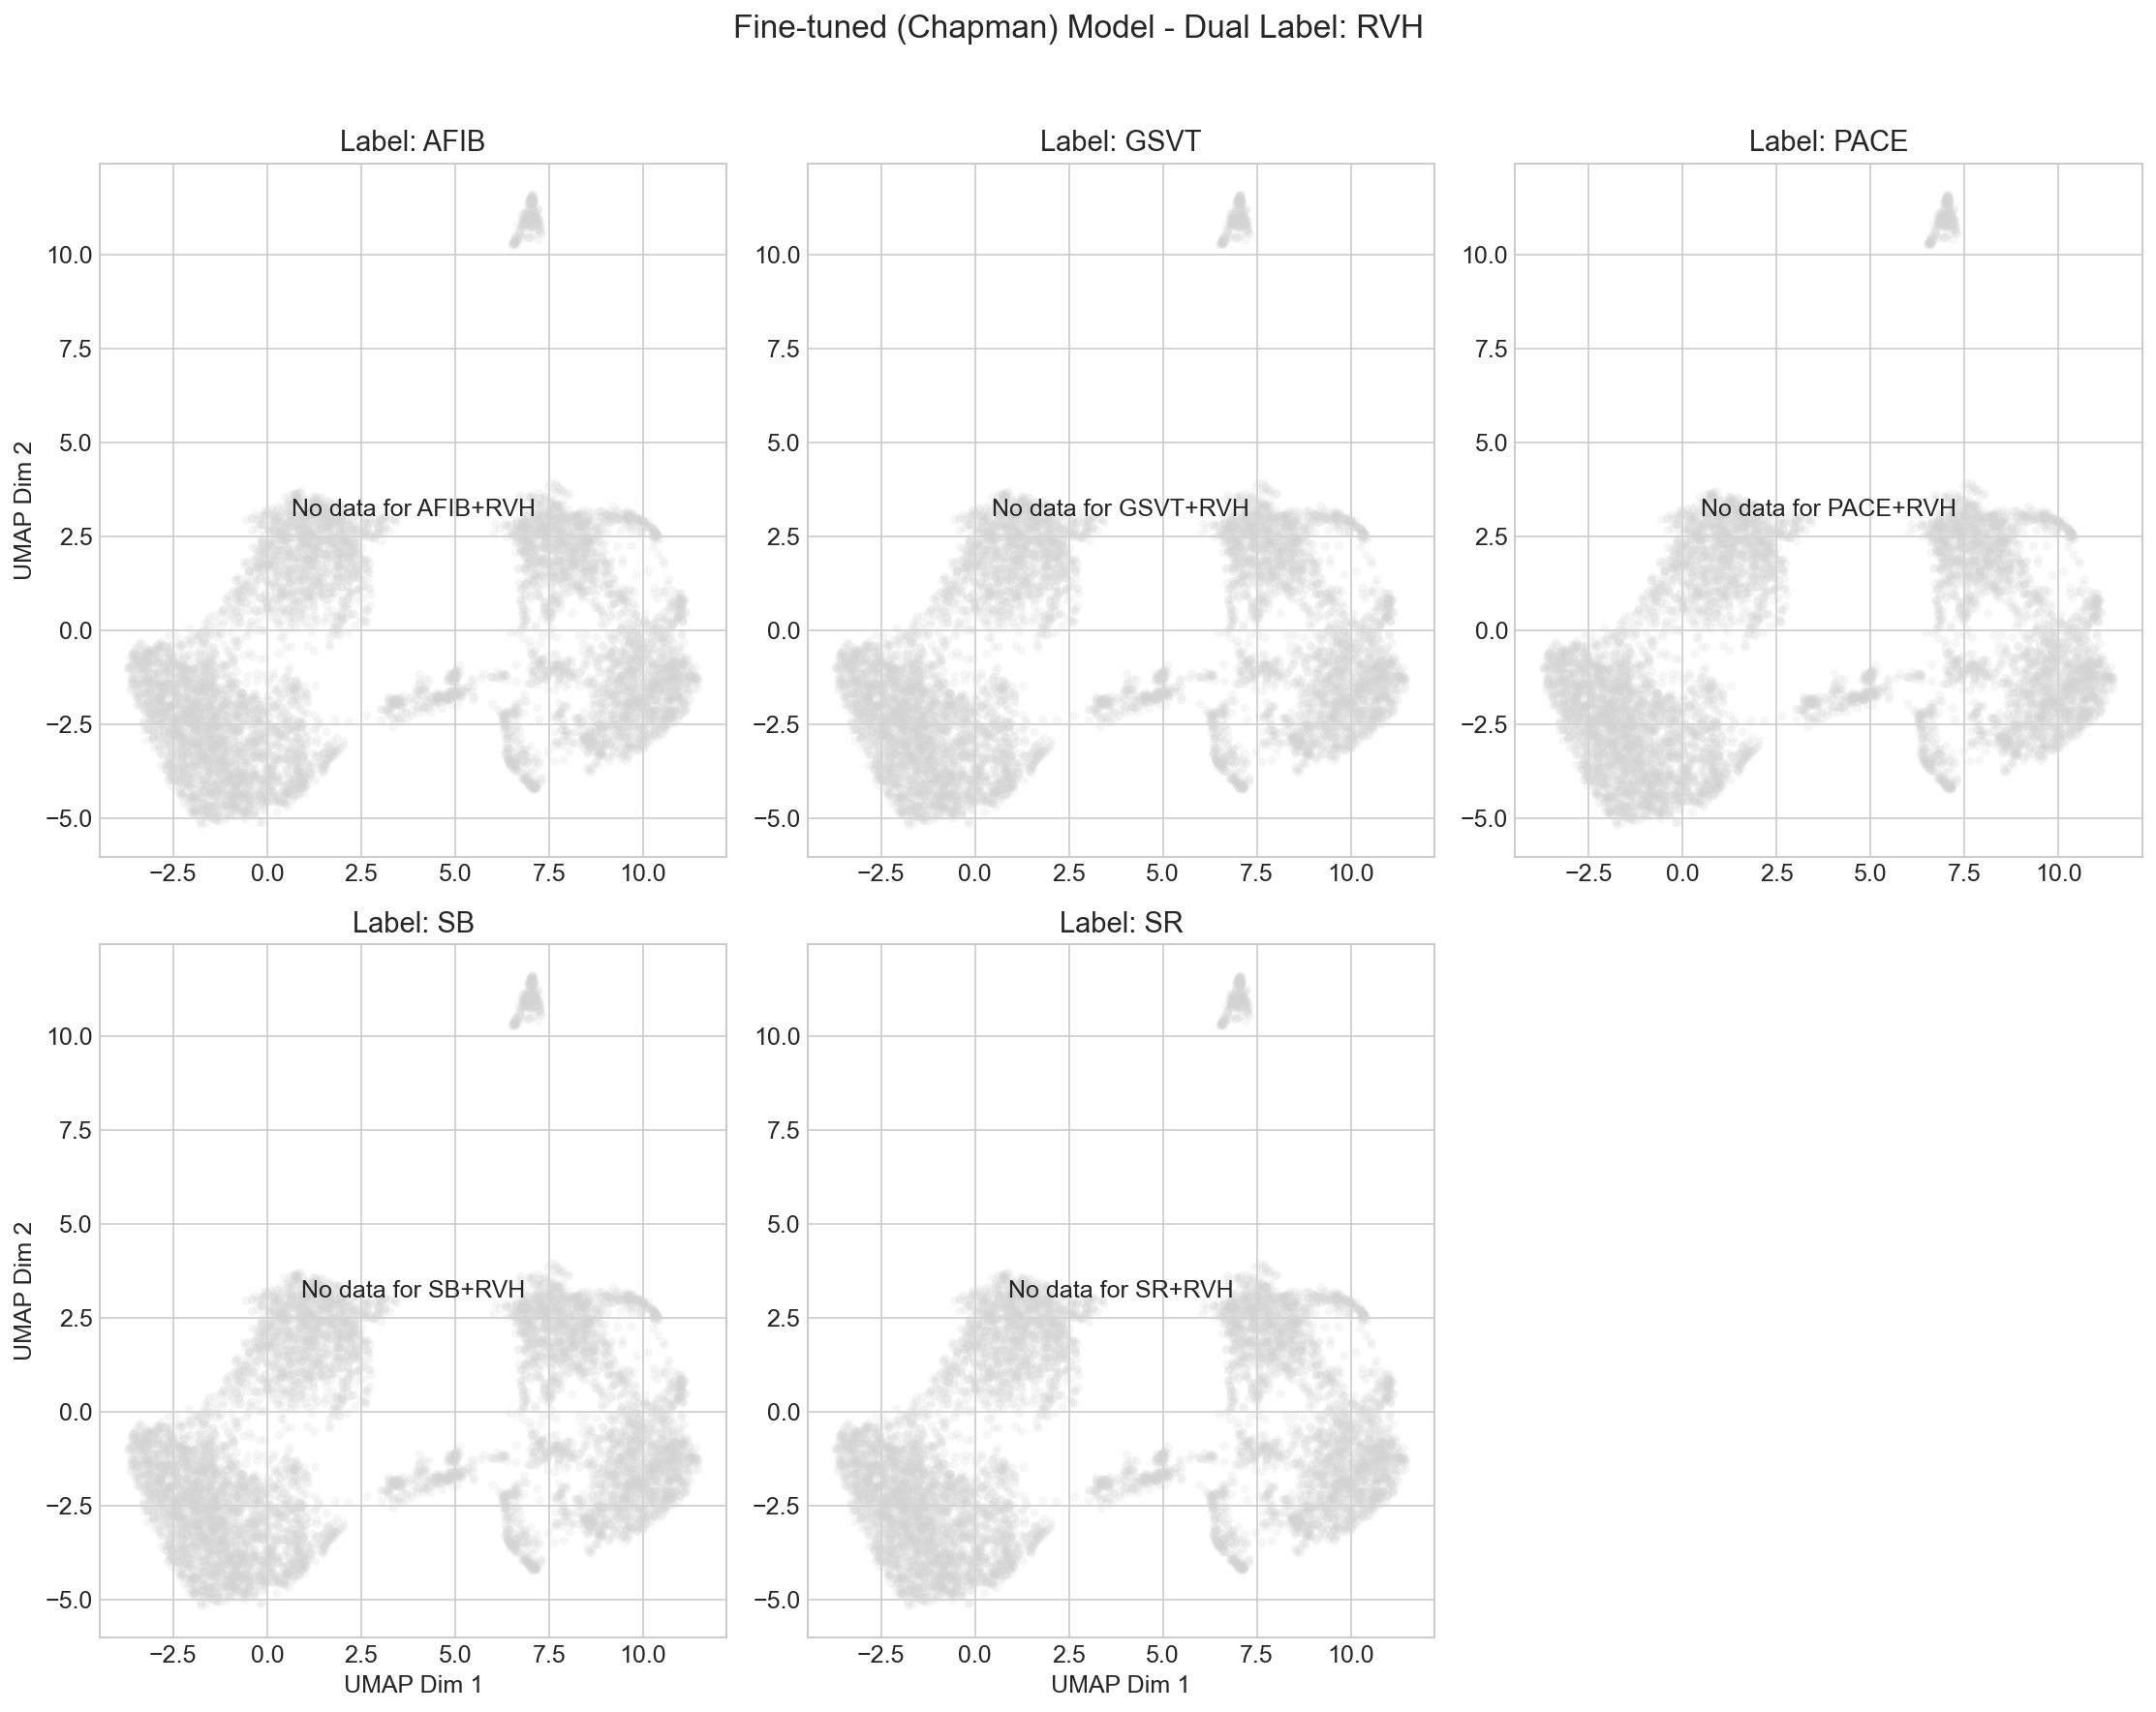 Fine-tuned (Chapman) Model - Dual Label: RVH
Label: AFIB
Label: GSVT
Label: PACE
10.0
7.5
5.0
2.5
0.0
−2.5
−5.0
UMAP Dim 2
No data for AFIB+RVH
−2.5 0.0 2.5 5.0 7.5 10.0
10.0
7.5
5.0
2.5
0.0
−2.5
−5.0
No data for GSVT+RVH
−2.5 0.0 2.5 5.0 7.5 10.0
10.0
7.5
5.0
2.5
0.0
−2.5
−5.0
No data for PACE+RVH
−2.5 0.0 2.5 5.0 7.5 10.0
Label: SB
Label: SR
10.0
7.5
5.0
2.5
0.0
−2.5
−5.0
UMAP Dim 2
No data for SB+RVH
−2.5 0.0 2.5 5.0 7.5 10.0
UMAP Dim 1
10.0
7.5
5.0
2.5
0.0
−2.5
−5.0
No data for SR+RVH
−2.5 0.0 2.5 5.0 7.5 10.0
UMAP Dim 1